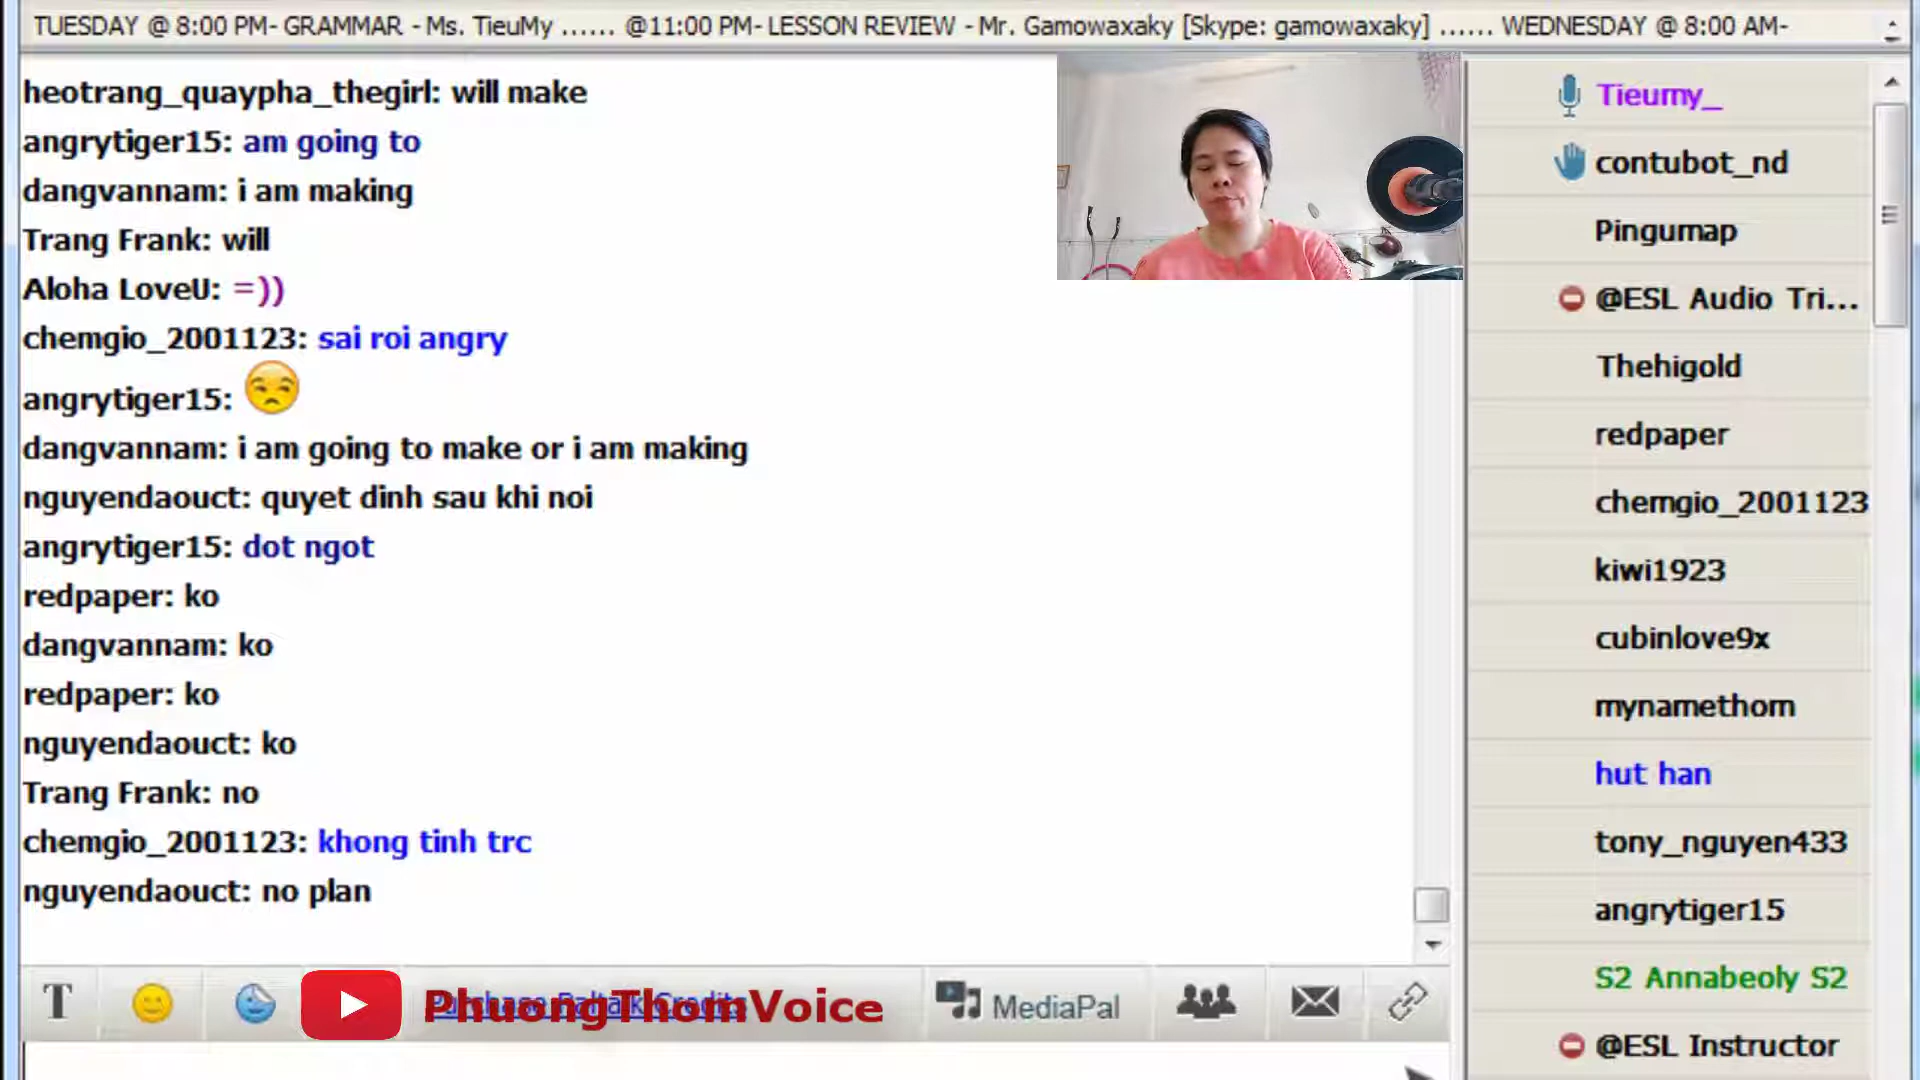 TUESDAY @ 8:00 PM- GRAMMAR - Ms. TieuMy ...... @11:00 PM- LESSON REVIEW - Mr. Gamowaxaky [Skype: gamowaxaky] ...... WEDNESDAY @ 8:00 AM-
heotrang_quaypha_thegirl: will make
angrytiger15: am going to
dangvannam: i am making
Trang Frank: will
Aloha LoveU: =))
chemgio_2001123: sai roi angry
angrytiger15:
dangvannam: i am going to make or i am making
nguyendaouct: quyet dinh sau khi noi
angrytiger15: dot ngot
redpaper: ko
dangvannam: ko
redpaper: ko
nguyendaouct: ko
Trang Frank: no
chemgio_2001123: khong tinh trc
nguyendaouct: no plan
Tieumy_
contubot_nd
Pingumap
@ESL Audio Tri...
Thehigold
redpaper
chemgio_2001123
kiwi1923
cubinlove9x
mynamethom
hut han
tony_nguyen433
angrytiger15
S2 Annabeoly S2
@ESL Instructor
T
Purchase Paltalk Credits
PhuongThomVoice
MediaPal